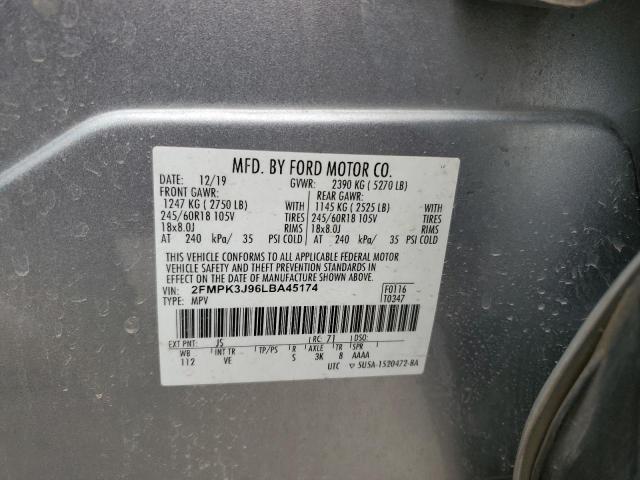 MFD. BY FORD MOTOR CO.
DATE: 12/19 GVWR: 2390 KG ( 5270 LB)
FRONT GAWR: REAR GAWR:
1247 KG ( 2750 LB) WITH 1145 KG ( 2525 LB) WITH
245/60R18 105V TIRES 245/60R18 105V TIRES
18x8.0J RIMS 18x8.0J RIMS
AT 240 kPa/ 35 PSI COLD AT 240 kPa/ 35 PSI COLD
THIS VEHICLE CONFORMS TO ALL APPLICABLE FEDERAL MOTOR
VEHICLE SAFETY AND THEFT PREVENTION STANDARDS IN
EFFECT ON THE DATE OF MANUFACTURE SHOWN ABOVE.
VIN: 2FMPK3J96LBA45174 F0116
TYPE: MPV T0347
EXT PNT: JS RC: 71 DSO:
WB INT TR TP/PS R AXLE TR SPR
112 VE S 3K 8 AAAA
UTC ▽ 5U5A-1520472-BA